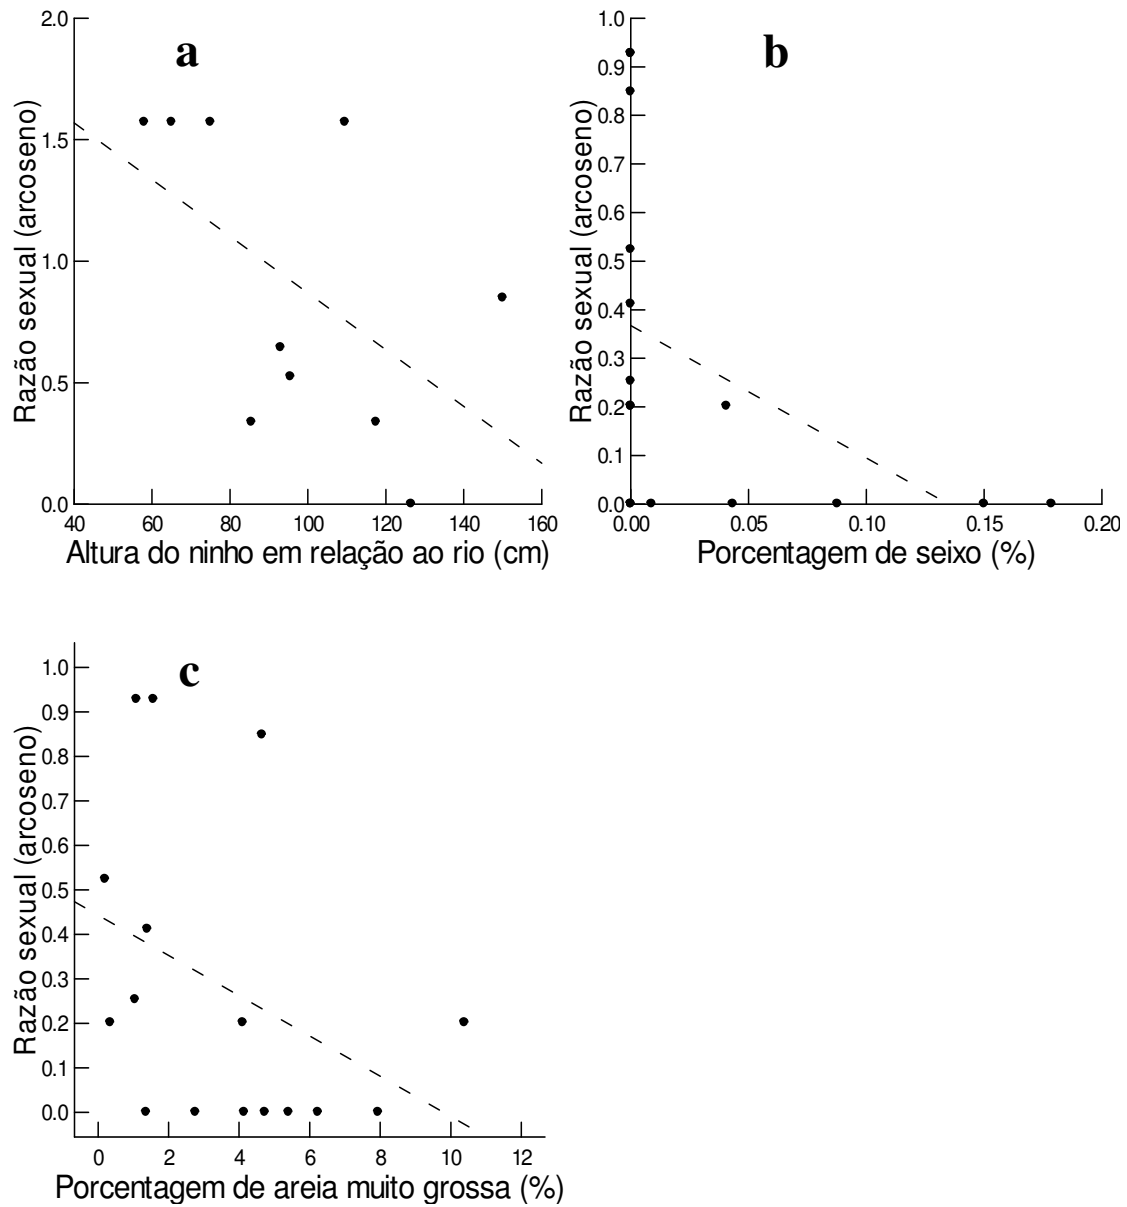 a
Razão sexual (arcoseno)
2.0
1.5
1.0
0.5
0.0
40 60 80 100 120 140 160
Altura do ninho em relação ao rio (cm)
b
Razão sexual (arcoseno)
1.0
0.9
0.8
0.7
0.6
0.5
0.4
0.3
0.2
0.1
0.0
0.00 0.05 0.10 0.15 0.20
Porcentagem de seixo (%)
c
Razão sexual (arcoseno)
1.0
0.9
0.8
0.7
0.6
0.5
0.4
0.3
0.2
0.1
0.0
0 2 4 6 8 10 12
Porcentagem de areia muito grossa (%)